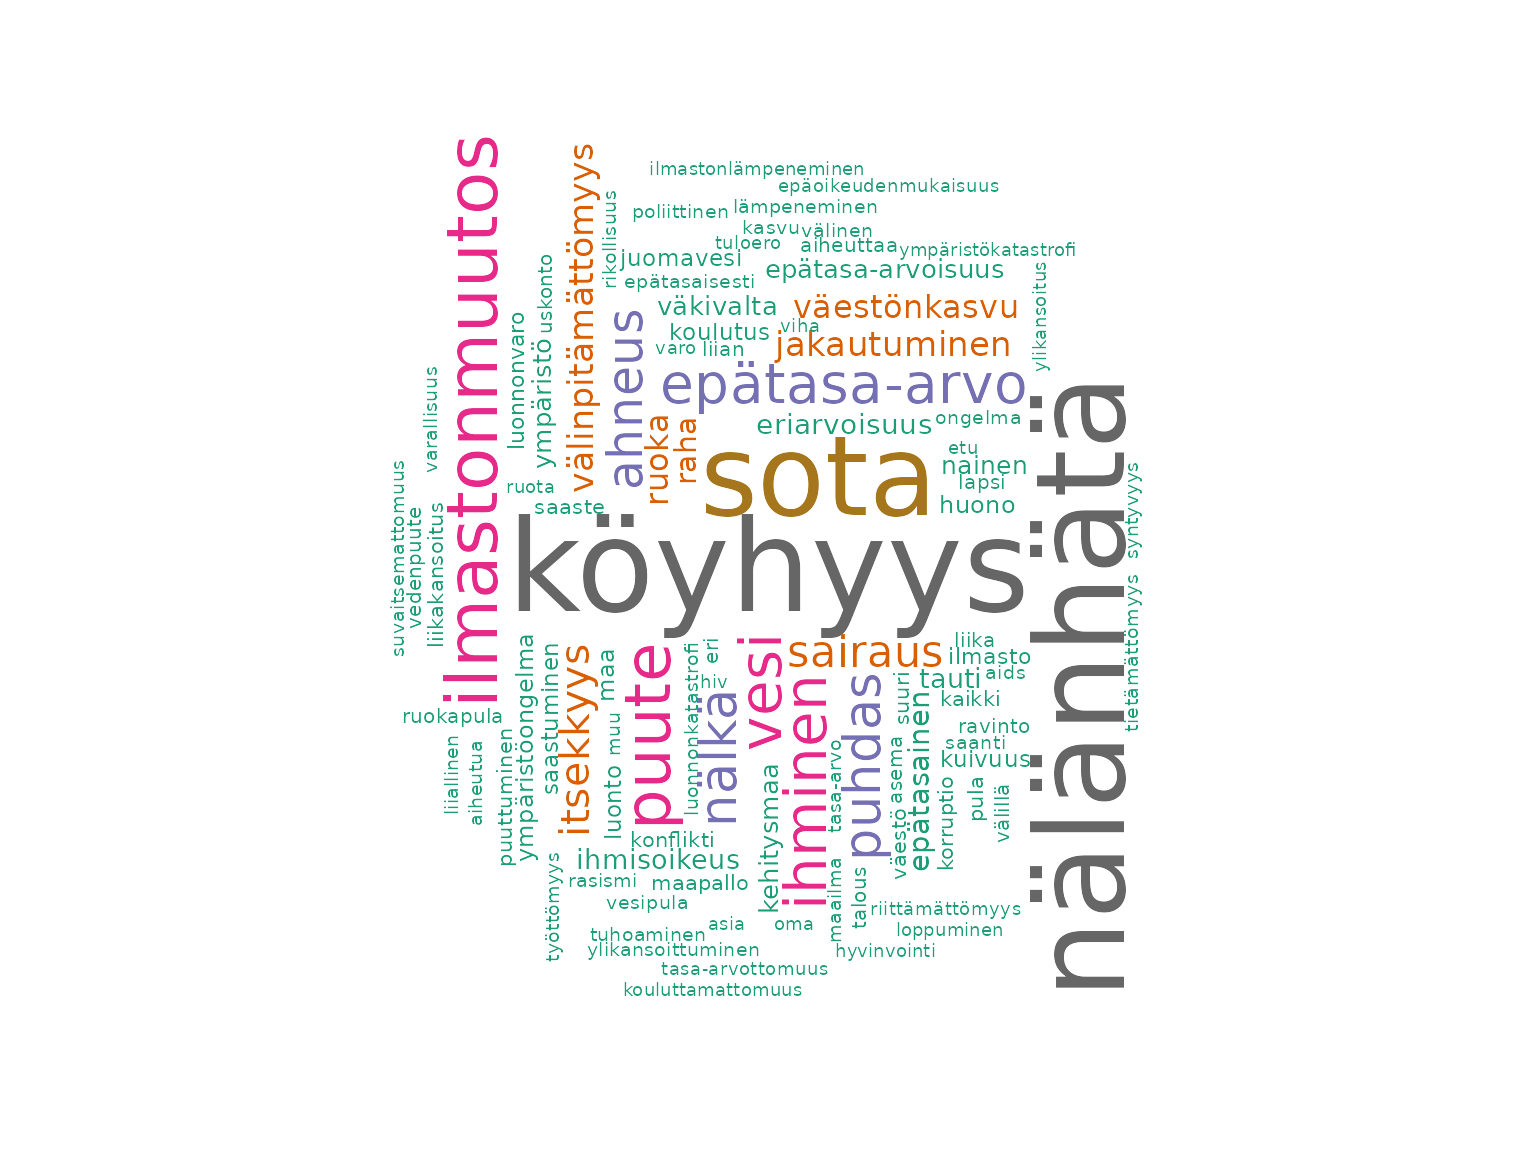 ilmastonlämpeneminen
epäoikeudenmukaisuus
poliittinen
lämpeneminen
kasvu
välinen
tuloero
aiheuttaa
ympäristökatastrofi
juomavesi
epätasa-arvoisuus
epätasaisesti
väkivalta
väestönkasvu
koulutus
viha
varo
liian
jakautuminen
epätasa-arvo
eriarvoisuus
ongelma
sota
etu
nainen
lapsi
huono
ruota
saaste
köyhyys
ilmastonmuutos
välinpitämättömyys
rikollisuus
uskonto
luonnonvaro
ympäristö
ahneus
ruoka
raha
varallisuus
suvaitsemattomuus
vedenpuute
liikakansoitus
ylikansoitus
nälänhätä
syntyvyys
tietämättömyys
sairaus
liika
ilmasto
tauti
aids
kaikki
ravinto
saanti
kuivuus
suuri
epätasainen
asema
väestö
korruptio
pula
välillä
puhdas
tasa-arvo
ihminen
vesi
kehitysmaa
eri
hiv
nälkä
luonnonkatastrofi
puute
maa
muu
luonto
itsekkyys
saastuminen
ympäristöongelma
puuttuminen
ruokapula
liiallinen
aiheutua
konflikti
ihmisoikeus
rasismi
maapallo
vesipula
työttömyys
maailma
talous
riittämättömyys
asia
oma
loppuminen
tuhoaminen
ylikansoittuminen
hyvinvointi
tasa-arvottomuus
kouluttamattomuus